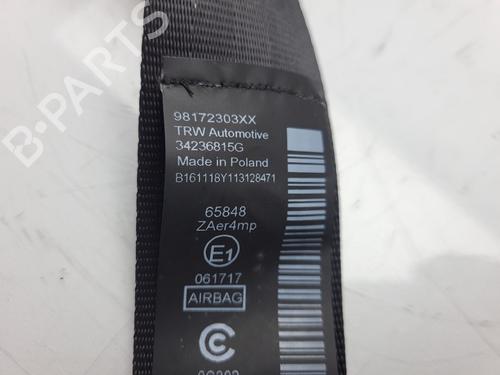 B-PARTS
98172303XX
TRW Automotive
34236815G
Made in Poland
B161118Y113128471
65848
ZAer4mp
E1
061717
AIRBAG
C